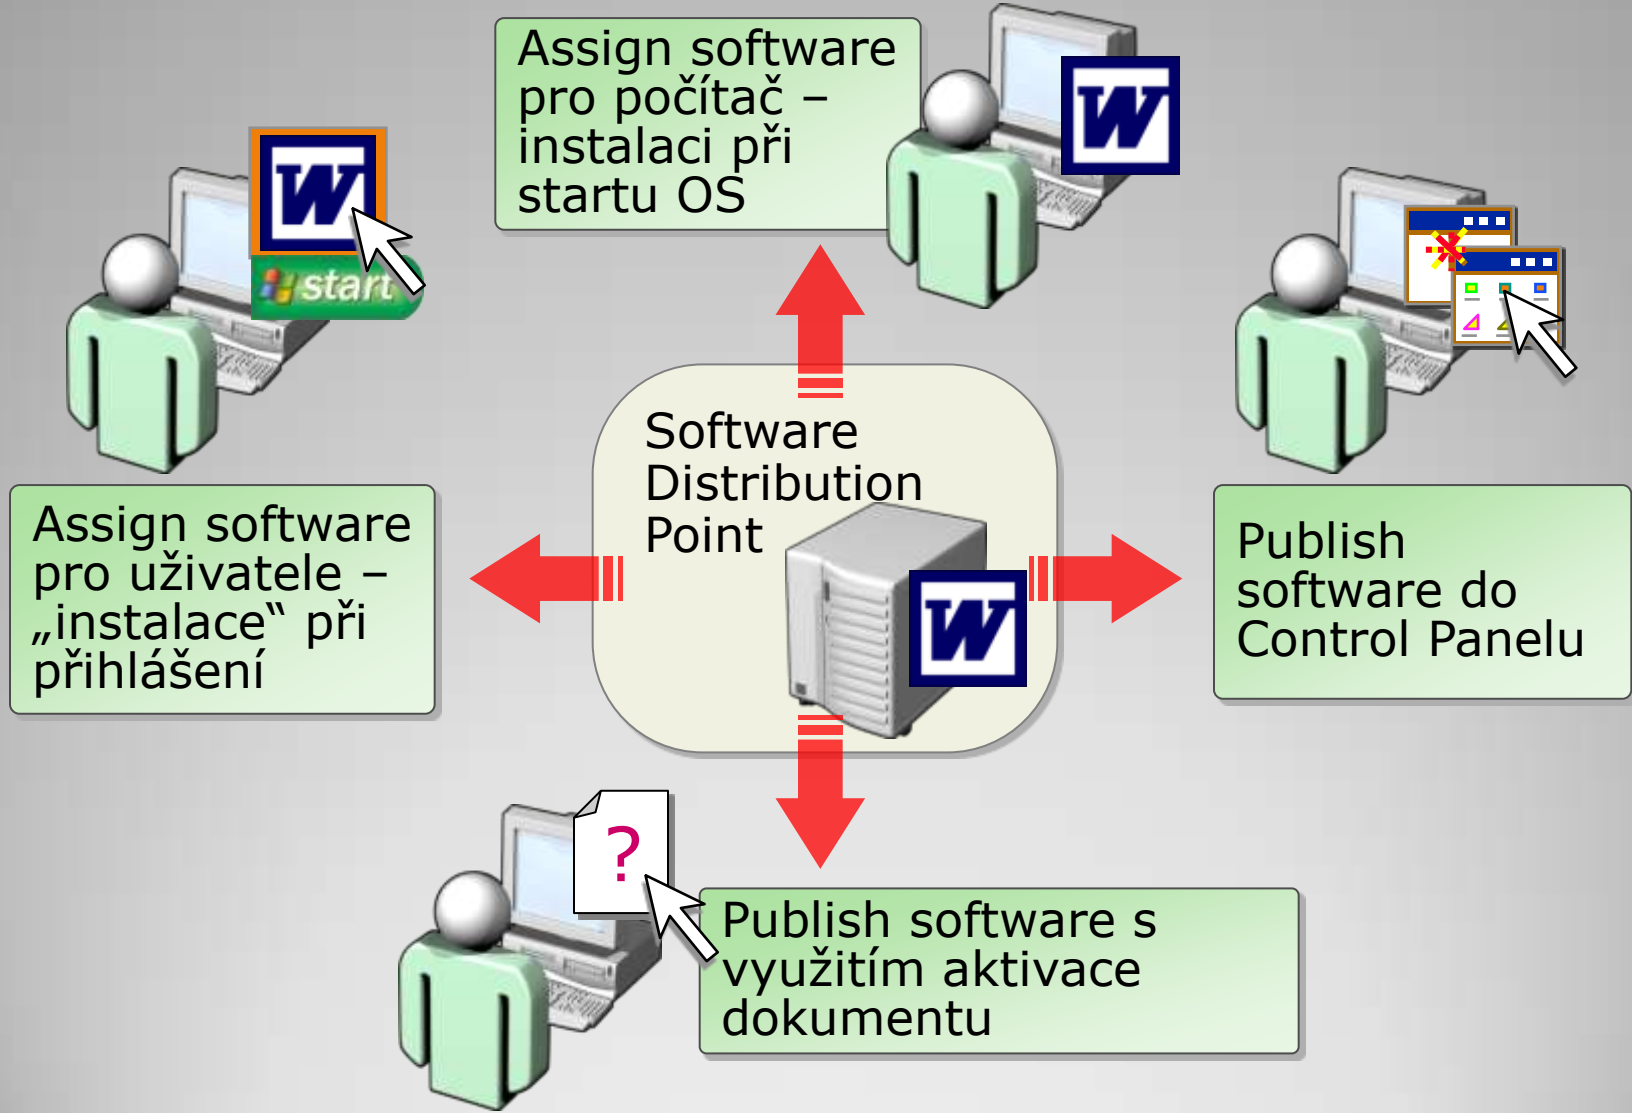 Assign software
pro počítač –
instalaci při
startu OS
W
W
start
Software
Distribution
Point
W
Assign software
pro uživatele –
„instalace“ při
přihlášení
Publish
software do
Control Panelu
?
Publish software s
využitím aktivace
dokumentu